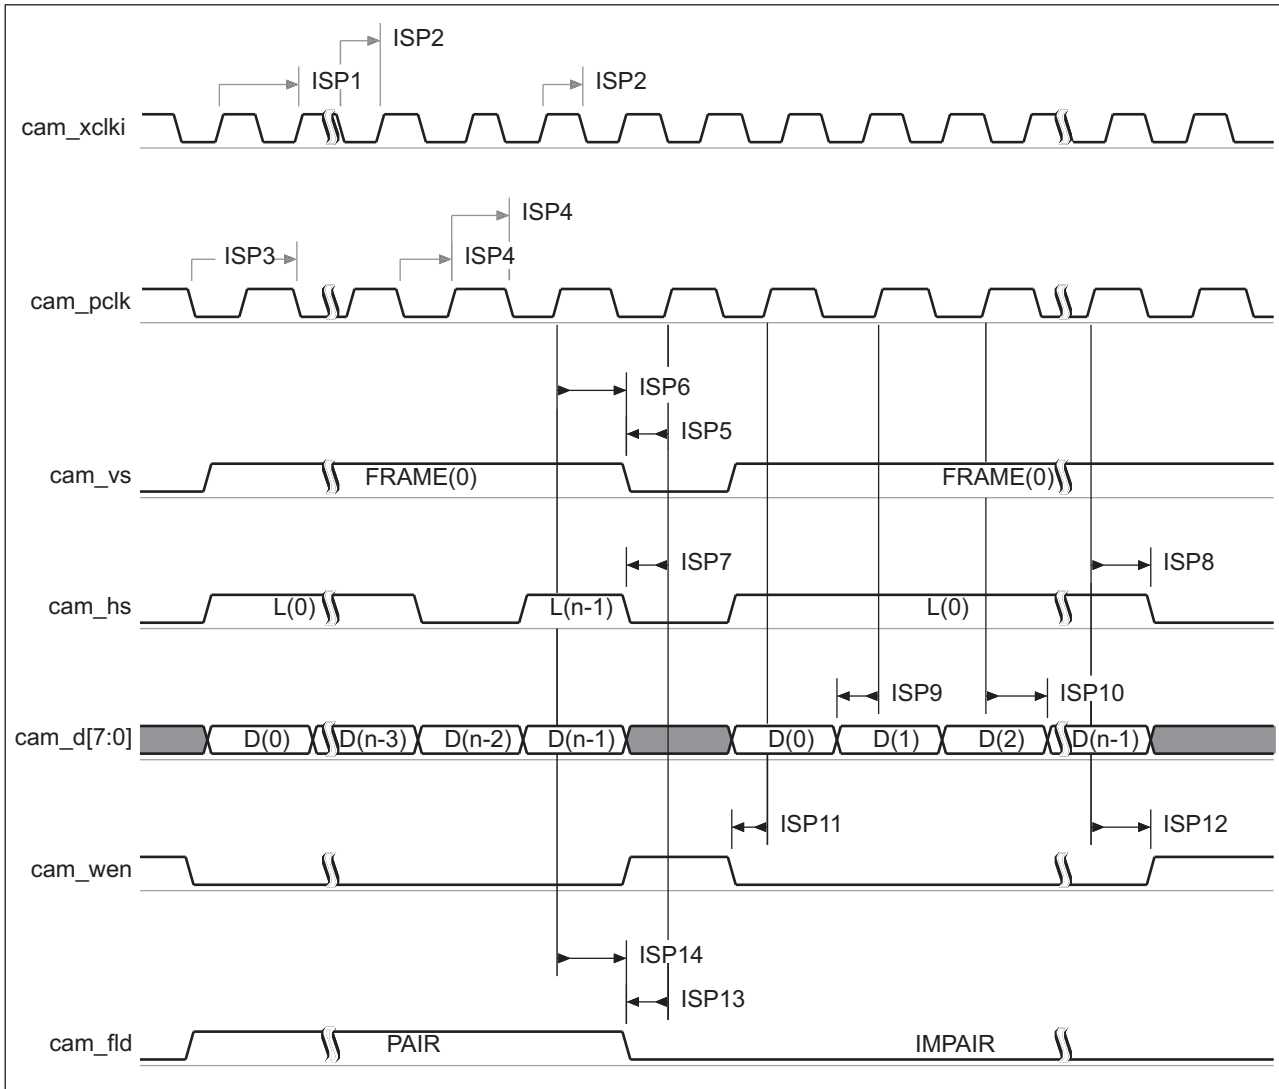 ISP2
ISP1
ISP2
cam_xclki
ISP4
ISP3
ISP4
cam_pclk
ISP6
ISP5
cam_vs
FRAME(0)
FRAME(0)
ISP7
ISP8
cam_hs
L(0)
L(n-1)
L(0)
ISP9
ISP10
cam_d[7:0]
D(0)
D(n-3)
D(n-2)
D(n-1)
D(0)
D(1)
D(2)
D(n-1)
ISP11
ISP12
cam_wen
ISP14
ISP13
cam_fld
PAIR
IMPAIR